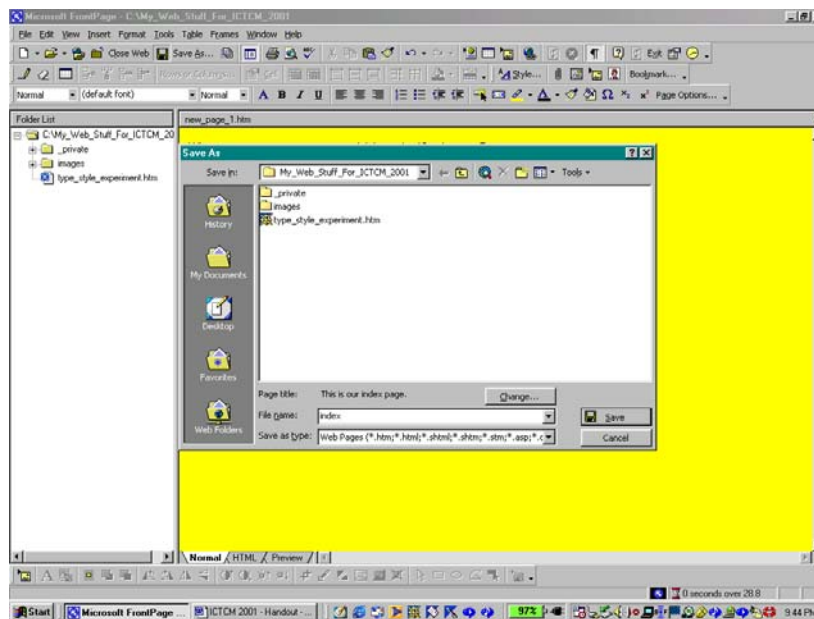 Microsoft FrontPage - C:\My_Web_Stuff_For_ICTCM_2001
File Edit View Insert Format Tools Table Frames Window Help
Close Web Save As... Exit
Style... Bookmark...
Normal (default font) Normal A B I U Page Options...
Folder List
new_page_1.htm
C:\My_Web_Stuff_For_ICTCM_20
_private
images
type_style_experiment.htm
Save As
Save in: My_Web_Stuff_For_ICTCM_2001 Tools
_private
images
type_style_experiment.htm
History
My Documents
Desktop
Favorites
Web Folders
Page title: This is our index page. Change...
File name: index Save
Save as type: Web Pages (*.htm;*.html;*.shtml;*.shtm;*.stm;*.asp;*.c Cancel
Normal HTML Preview
0 seconds over 28.8
Start Microsoft FrontPage ... ICTCM 2001 - Handout - ... 97% 9:44 PM